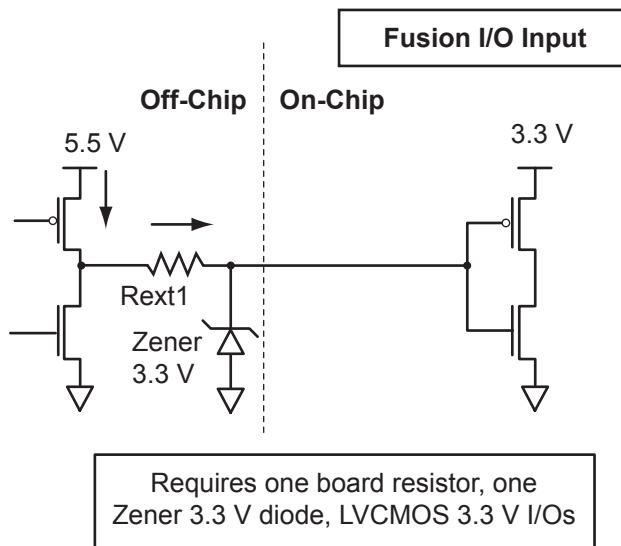 Fusion I/O Input
Off-Chip
On-Chip
5.5 V
3.3 V
Rext1
Zener
3.3 V
Requires one board resistor, one
Zener 3.3 V diode, LVCMOS 3.3 V I/Os